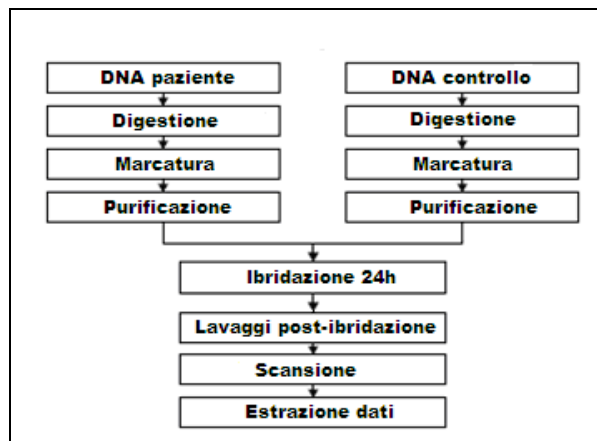 DNA paziente
DNA controllo
Digestione
Digestione
Marcatura
Marcatura
Purificazione
Purificazione
Ibridazione 24h
Lavaggi post-ibridazione
Scansione
Estrazione dati